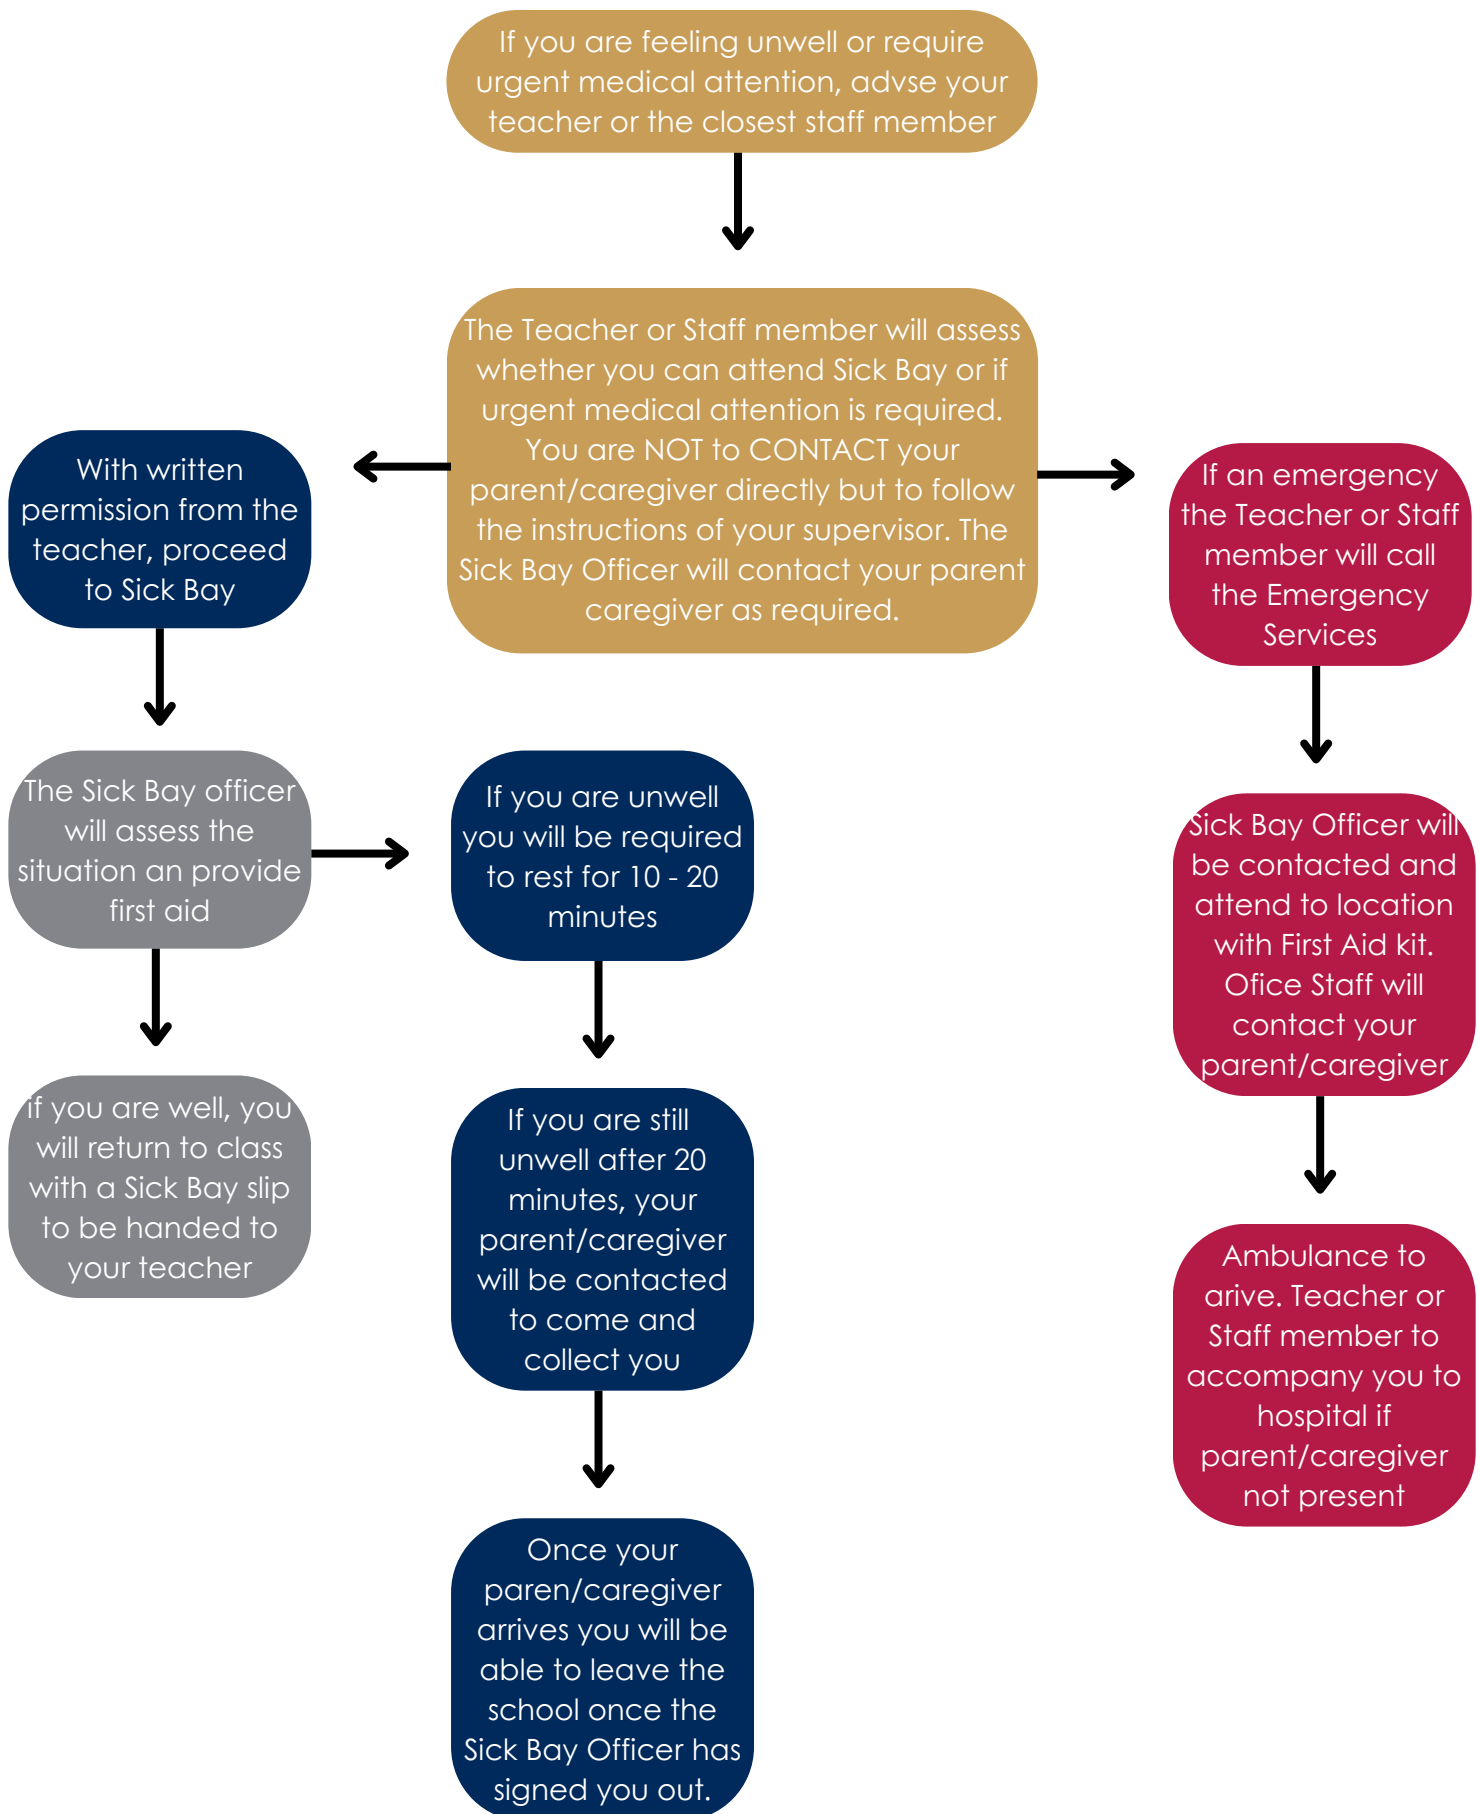 If you are feeling unwell or require
urgent medical attention, advse your
teacher or the closest staff member
The Teacher or Staff member will assess
whether you can attend Sick Bay or if
urgent medical attention is required.
You are NOT to CONTACT your
parent/caregiver directly but to follow
the instructions of your supervisor. The
Sick Bay Officer will contact your parent
caregiver as required.
With written
permission from the
teacher, proceed
to Sick Bay
If an emergency
the Teacher or Staff
member will call
the Emergency
Services
The Sick Bay officer
will assess the
situation an provide
first aid
If you are unwell
you will be required
to rest for 10 - 20
minutes
Sick Bay Officer will
be contacted and
attend to location
with First Aid kit.
Ofice Staff will
contact your
parent/caregiver
if you are well, you
will return to class
with a Sick Bay slip
to be handed to
your teacher
If you are still
unwell after 20
minutes, your
parent/caregiver
will be contacted
to come and
collect you
Ambulance to
arive. Teacher or
Staff member to
accompany you to
hospital if
parent/caregiver
not present
Once your
paren/caregiver
arrives you will be
able to leave the
school once the
Sick Bay Officer has
signed you out.